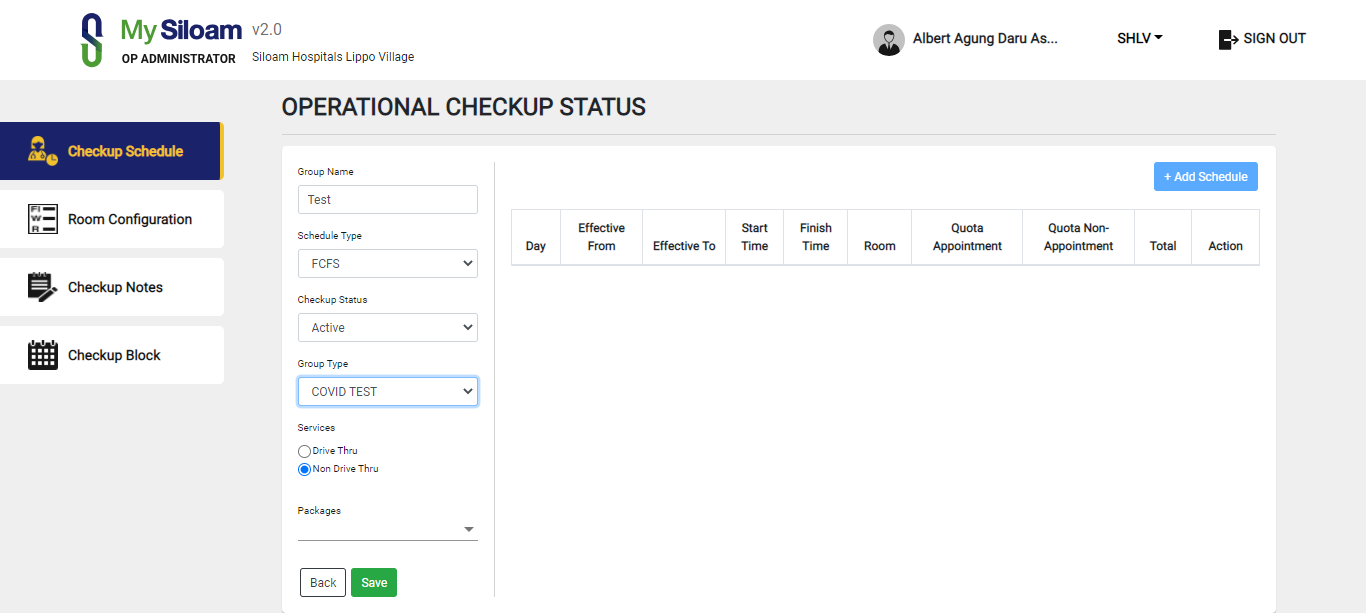 My Siloam v2.0
OP ADMINISTRATOR Siloam Hospitals Lippo Village
Albert Agung Daru As...
SHLV
SIGN OUT
Checkup Schedule
Room Configuration
Checkup Notes
Checkup Block
OPERATIONAL CHECKUP STATUS
Group Name
Test
Schedule Type
FCFS
Checkup Status
Active
Group Type
COVID TEST
Services
Drive Thru
Non Drive Thru
Packages
Back Save
+ Add Schedule
Day
Effective
From
Effective To
Start
Time
Finish
Time
Room
Quota
Appointment
Quota Non-
Appointment
Total
Action